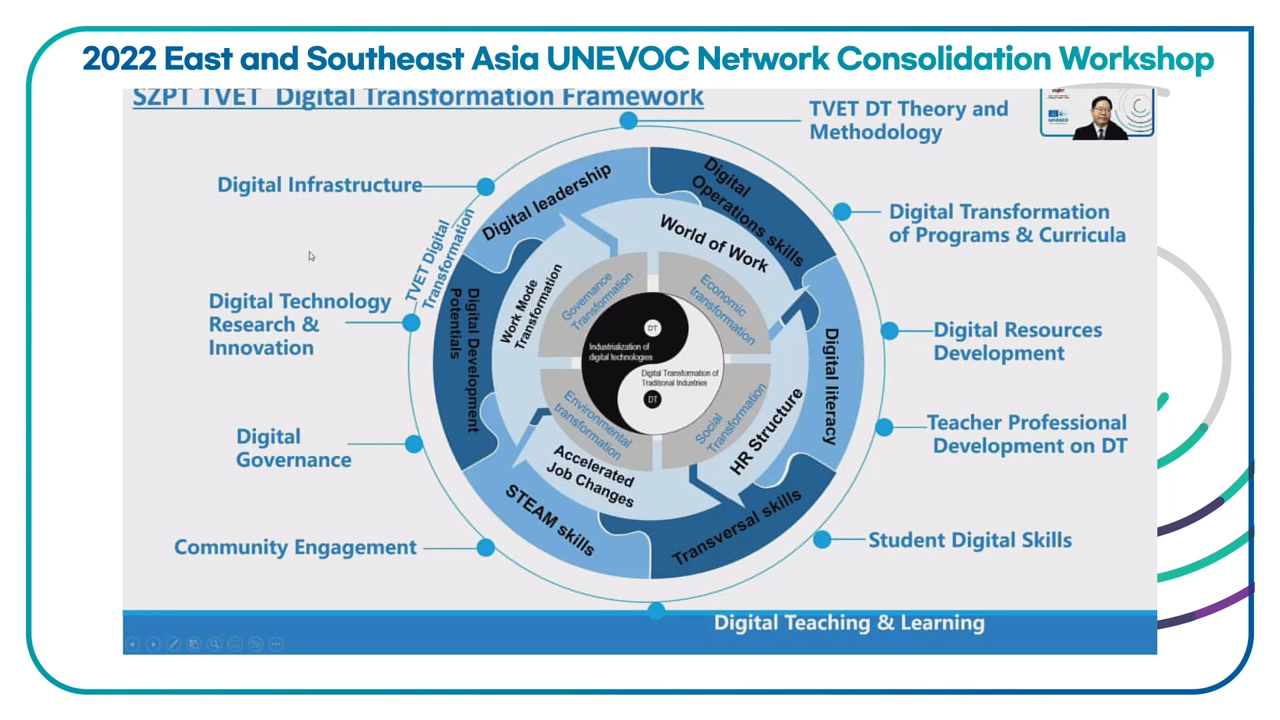 2022 East and Southeast Asia UNEVOC Network Consolidation Workshop
SZPT TVET Digital Transformation Framework
TVET DT Theory and
Methodology
Digital Infrastructure
Digital Transformation
of Programs & Curricula
TVET Digital
Transformation
Digital Technology
Research &
Innovation
Digital Resources
Development
Digital
Governance
Teacher Professional
Development on DT
Community Engagement
Student Digital Skills
Digital Teaching & Learning
Digital leadership
Digital
Operations skills
Digital literacy
Transversal skills
STEAM skills
Digital Development
Potentials
World of Work
HR Structure
Accelerated
Job Changes
Work Mode
Transformation
Governance
Transformation
Economic
transformation
Social
Transformation
Environmental
transformation
DT
Industrialization of
digital technologies
Digital Transformation of
Traditional Industries
DT